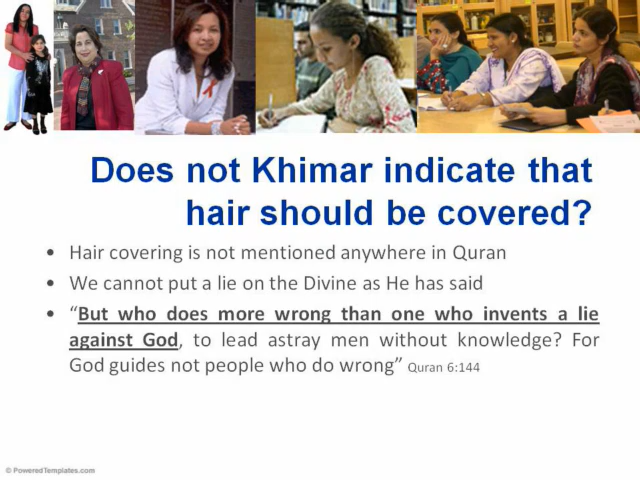 Does not Khimar indicate that
hair should be covered?
• Hair covering is not mentioned anywhere in Quran
• We cannot put a lie on the Divine as He has said
• “But who does more wrong than one who invents a lie
against God, to lead astray men without knowledge? For
God guides not people who do wrong” Quran 6:144
© PoweredTemplates.com